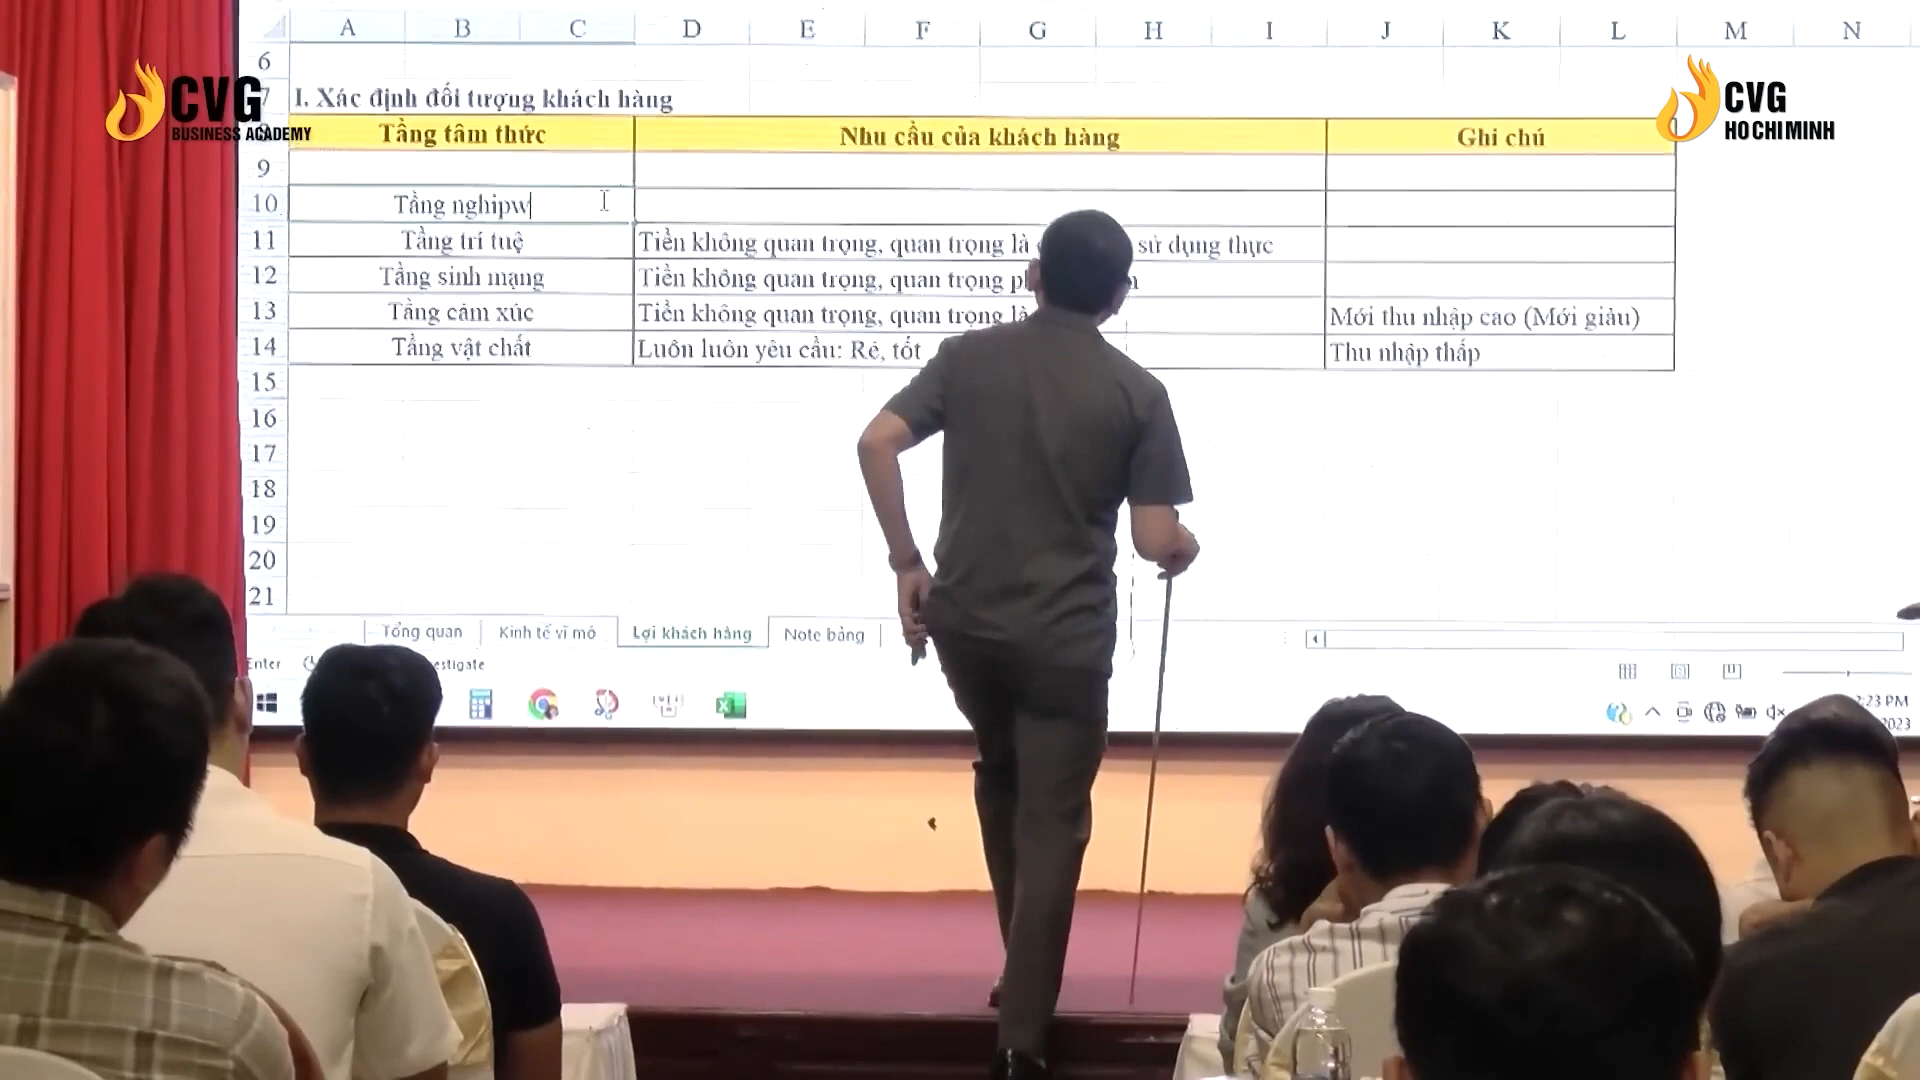 A B C D E F G H I J K L M N
6
7 I. Xác định đối tượng khách hàng
CVG
BUSINESS ACADEMY
CVG
HO CHI MINH
Tầng tâm thức Nhu cầu của khách hàng Ghi chú
9
10 Tầng nghipw
11 Tầng trí tuệ Tiền không quan trọng, quan trọng là sử dụng thực
12 Tầng sinh mạng Tiền không quan trọng, quan trọng
13 Tầng cảm xúc Tiền không quan trọng, quan trọng là Mới thu nhập cao (Mới giàu)
14 Tầng vật chất Luôn luôn yêu cầu: Rẻ, tốt Thu nhập thấp
15
16
17
18
19
20
21
Tổng quan Kinh tế vĩ mô Lợi khách hàng Note bảng
Enter
:23 PM
2023